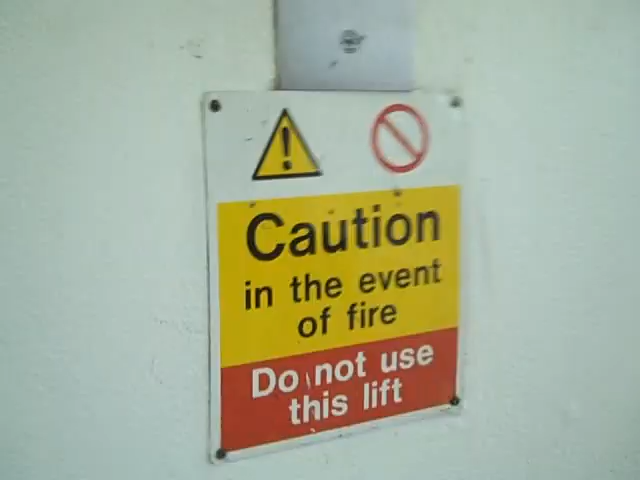 Caution
in the event
of fire
Do not use
this lift